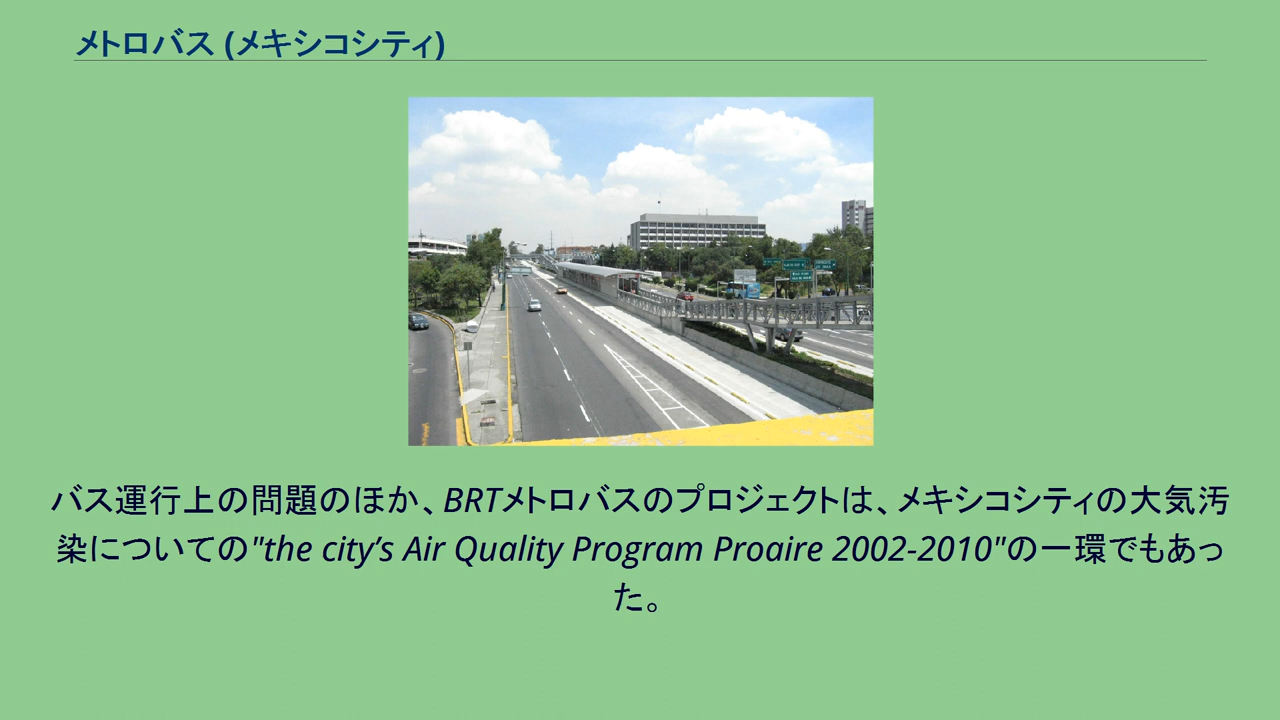 メトロバス (メキシコシティ)
バス運行上の問題のほか、BRTメトロバスのプロジェクトは、メキシコシティの大気汚
染についての"the city’s Air Quality Program Proaire 2002-2010"の一環でもあっ
た。